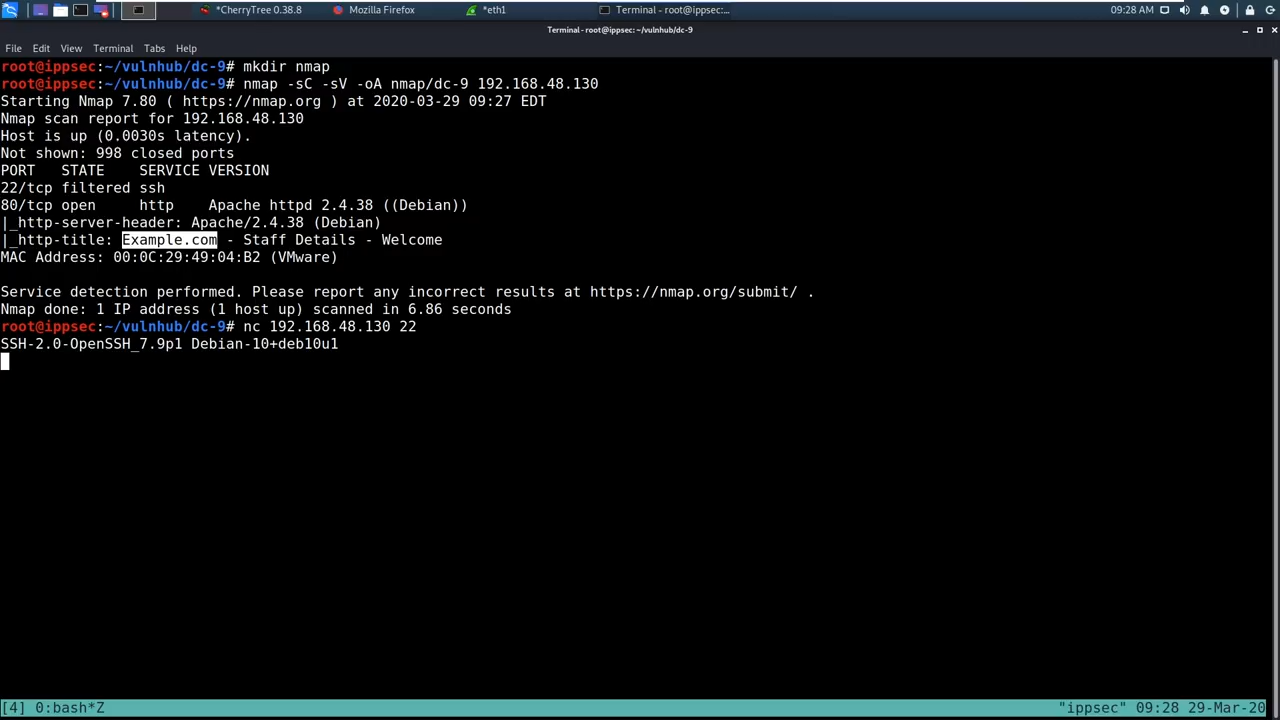 *CherryTree 0.38.8 Mozilla Firefox *eth1 Terminal - root@ippsec:... 09:28 AM
Terminal - root@ippsec: ~/vulnhub/dc-9
File Edit View Terminal Tabs Help
root@ippsec:~/vulnhub/dc-9# mkdir nmap
root@ippsec:~/vulnhub/dc-9# nmap -sC -sV -oA nmap/dc-9 192.168.48.130
Starting Nmap 7.80 ( https://nmap.org ) at 2020-03-29 09:27 EDT
Nmap scan report for 192.168.48.130
Host is up (0.0030s latency).
Not shown: 998 closed ports
PORT   STATE    SERVICE VERSION
22/tcp filtered ssh
80/tcp open     http    Apache httpd 2.4.38 ((Debian))
|_http-server-header: Apache/2.4.38 (Debian)
|_http-title: Example.com - Staff Details - Welcome
MAC Address: 00:0C:29:49:04:B2 (VMware)
Service detection performed. Please report any incorrect results at https://nmap.org/submit/ .
Nmap done: 1 IP address (1 host up) scanned in 6.86 seconds
root@ippsec:~/vulnhub/dc-9# nc 192.168.48.130 22
SSH-2.0-OpenSSH_7.9p1 Debian-10+deb10u1
[4] 0:bash*Z "ippsec" 09:28 29-Mar-20